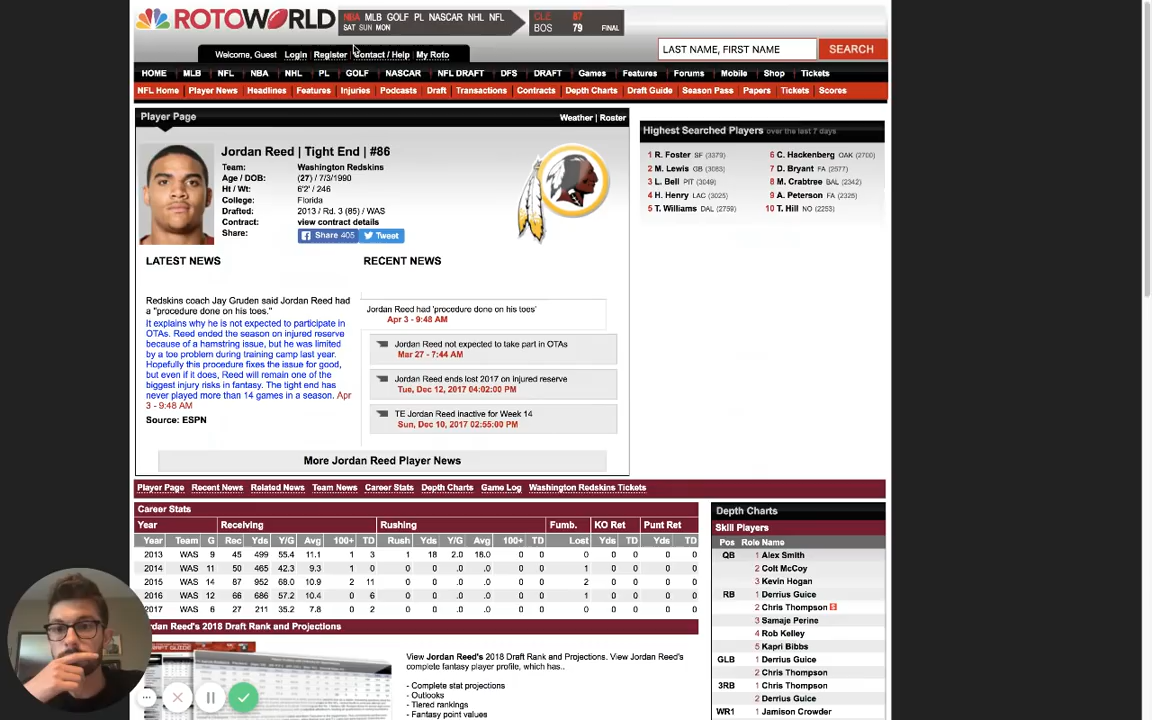 ROTOWORLD
NBA MLB GOLF PL NASCAR NHL NFL
SAT SUN MON
CLE 87
BOS 79 FINAL
Welcome, Guest Login Register Contact / Help My Roto
LAST NAME, FIRST NAME SEARCH
HOME MLB NFL NBA NHL PL GOLF NASCAR NFL DRAFT DFS DRAFT Games Features Forums Mobile Shop Tickets
NFL Home Player News Headlines Features Injuries Podcasts Draft Transactions Contracts Depth Charts Draft Guide Season Pass Papers Tickets Scores
Player Page Weather | Roster
Jordan Reed | Tight End | #86
Team: Washington Redskins
Age / DOB: (27) / 7/3/1990
Ht / Wt: 6'2' / 246
College: Florida
Drafted: 2013 / Rd. 3 (85) / WAS
Contract: view contract details
Share: Share 405 Tweet
LATEST NEWS
Redskins coach Jay Gruden said Jordan Reed had
a "procedure done on his toes."
It explains why he is not expected to participate in
OTAs. Reed ended the season on injured reserve
because of a hamstring issue, but he was limited
by a toe problem during training camp last year.
Hopefully this procedure fixes the issue for good,
but even if it does, Reed will remain one of the
biggest injury risks in fantasy. The tight end has
never played more than 14 games in a season. Apr
3 - 9:48 AM
Source: ESPN
RECENT NEWS
Jordan Reed had 'procedure done on his toes'
Apr 3 - 9:48 AM
Jordan Reed not expected to take part in OTAs
Mar 27 - 7:44 AM
Jordan Reed ends lost 2017 on injured reserve
Tue, Dec 12, 2017 04:02:00 PM
TE Jordan Reed inactive for Week 14
Sun, Dec 10, 2017 02:55:00 PM
More Jordan Reed Player News
Highest Searched Players over the last 7 days
1 R. Foster SF (3379)
2 M. Lewis GB (3083)
3 L. Bell PIT (3049)
4 H. Henry LAC (3025)
5 T. Williams DAL (2759)
6 C. Hackenberg OAK (2700)
7 D. Bryant FA (2577)
8 M. Crabtree BAL (2342)
9 A. Peterson FA (2325)
10 T. Hill NO (2253)
Player Page Recent News Related News Team News Career Stats Depth Charts Game Log Washington Redskins Tickets
Career Stats
Year Receiving Rushing Fumb. KO Ret Punt Ret
Year Team G Rec Yds Y/G Avg 100+ TD Rush Yds Y/G Avg 100+ TD Lost Yds TD Yds TD
2013 WAS 9 45 499 55.4 11.1 1 3 1 18 2.0 18.0 0 0 0 0 0 0 0
2014 WAS 11 50 465 42.3 9.3 1 0 0 0 .0 .0 0 0 1 0 0 0 0
2015 WAS 14 87 952 68.0 10.9 2 11 0 0 .0 .0 0 0 2 0 0 0 0
2016 WAS 12 66 686 57.2 10.4 0 6 0 0 .0 .0 0 0 1 0 0 0 0
2017 WAS 6 27 211 35.2 7.8 0 2 0 0 .0 .0 0 0 0 0 0 0 0
ordan Reed's 2018 Draft Rank and Projections
View Jordan Reed's 2018 Draft Rank and Projections. View Jordan Reed's
complete fantasy player profile, which has..
- Complete stat projections
- Outlooks
- Tiered rankings
- Fantasy point values
Depth Charts
Skill Players
Pos Role Name
QB 1 Alex Smith
2 Colt McCoy
3 Kevin Hogan
RB 1 Derrius Guice
2 Chris Thompson
3 Samaje Perine
4 Rob Kelley
5 Kapri Bibbs
GLB 1 Derrius Guice
2 Chris Thompson
3RB 1 Chris Thompson
2 Derrius Guice
WR1 1 Jamison Crowder